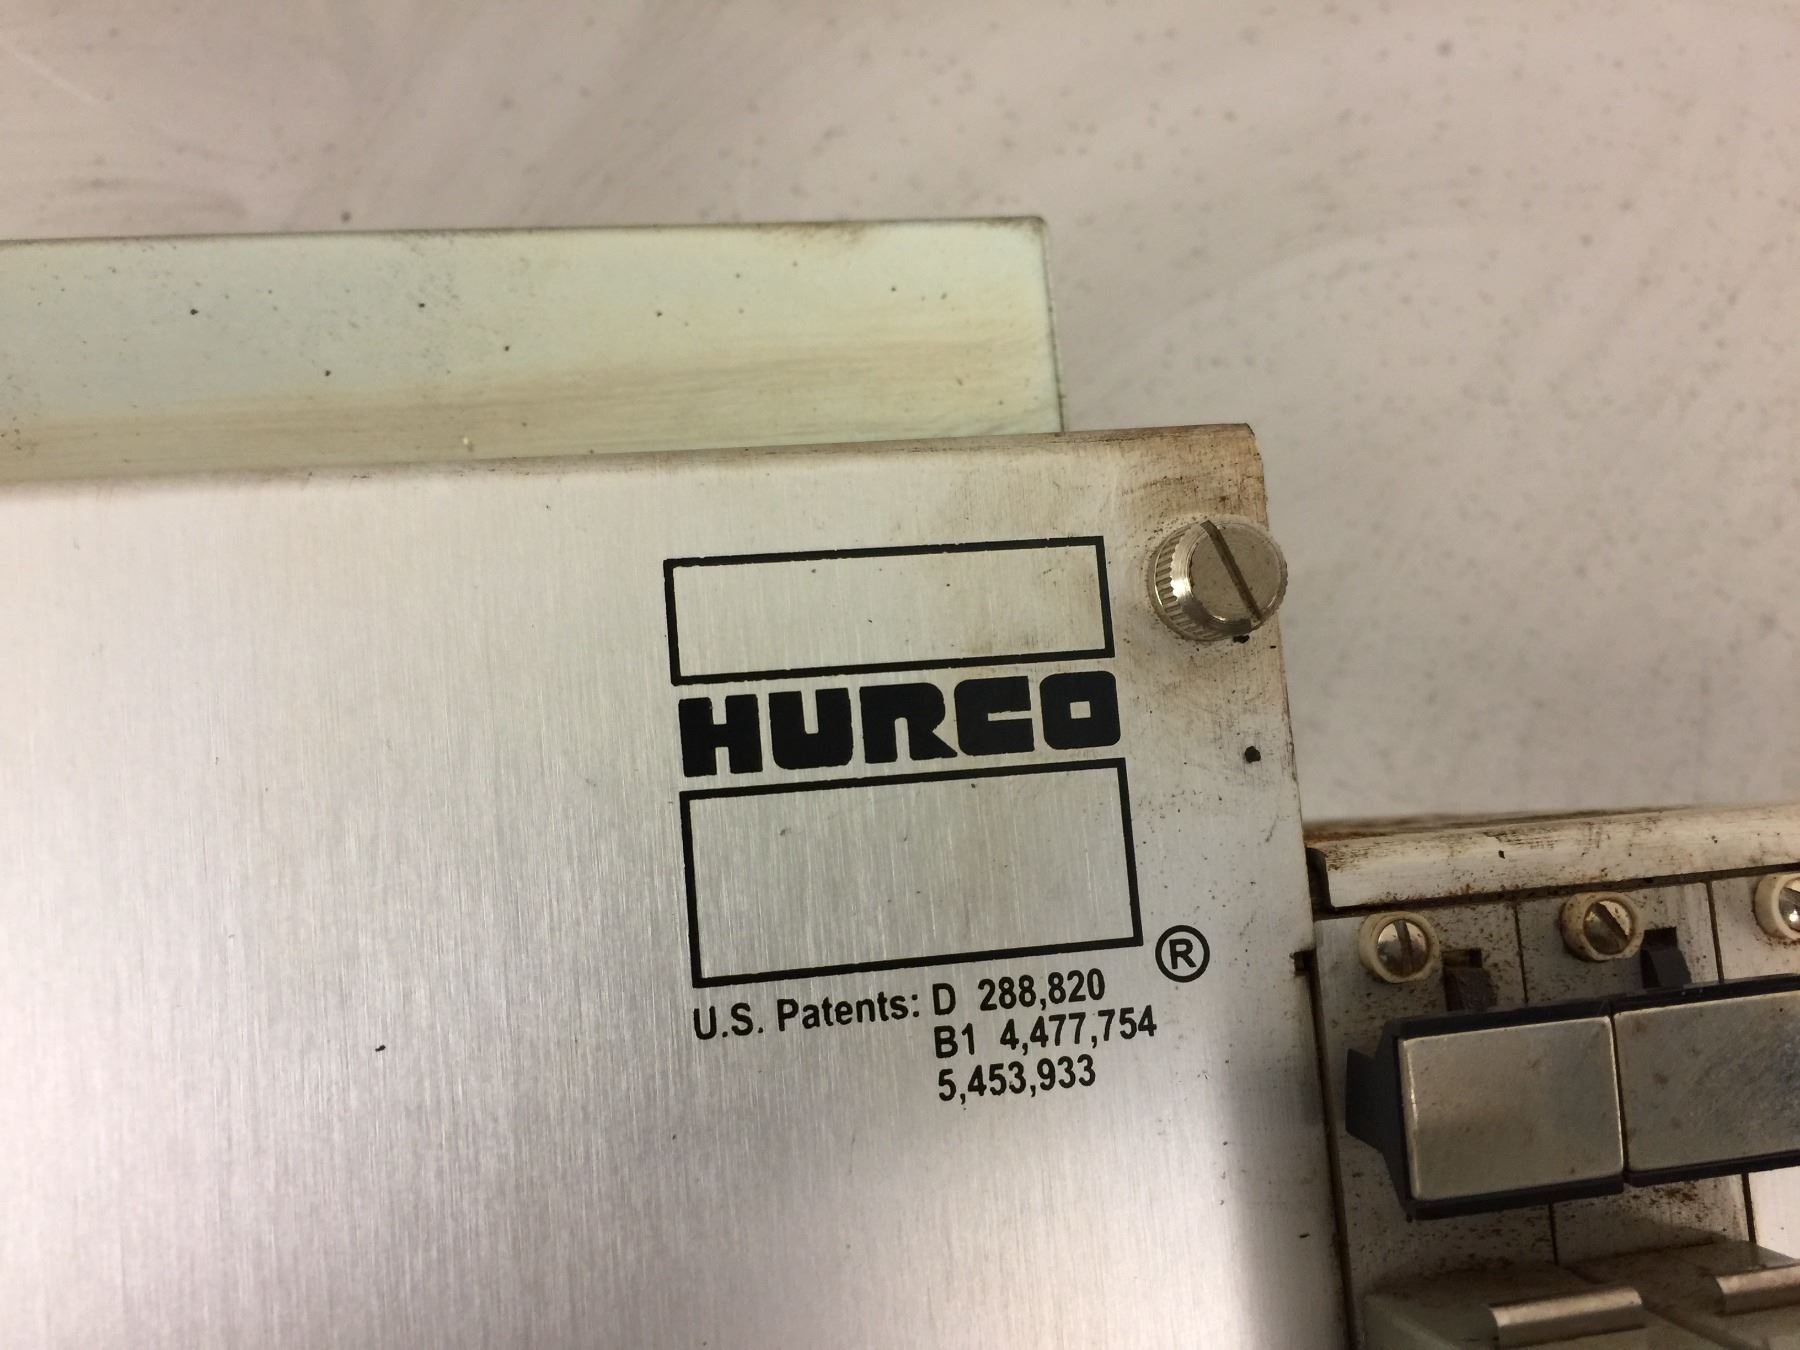 HURCO
®
U.S. Patents: D 288,820
B1 4,477,754
5,453,933